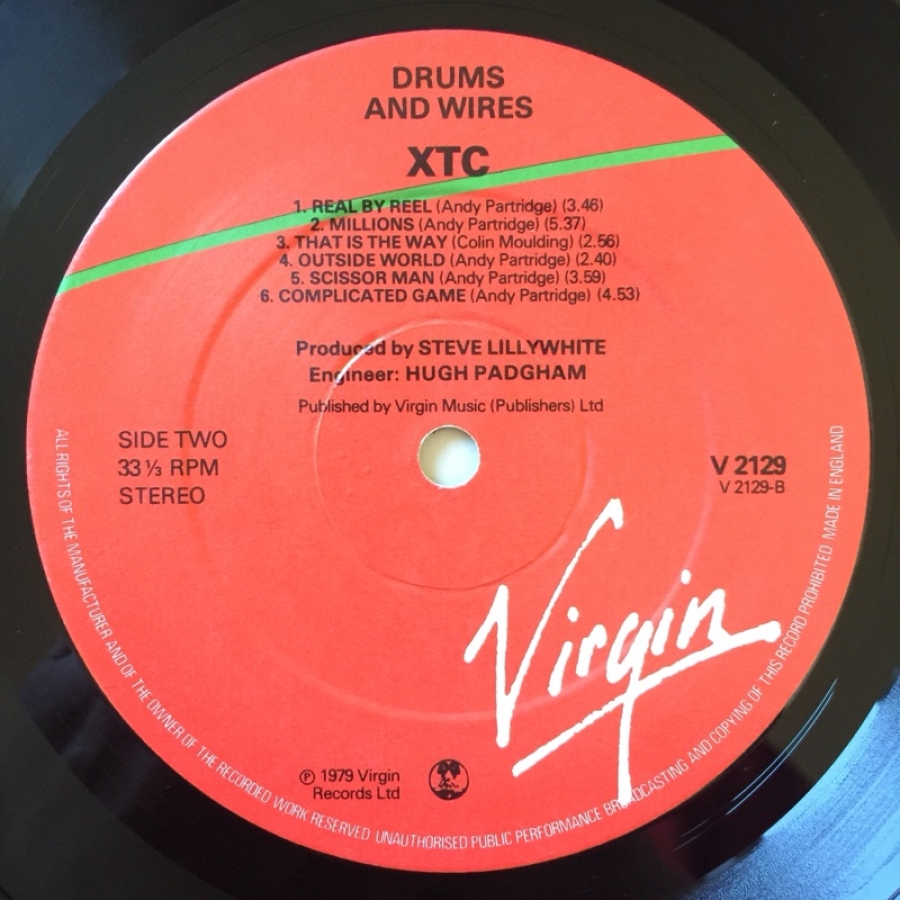 DRUMS
AND WIRES
XTC
1. REAL BY REEL (Andy Partridge) (3.46)
2. MILLIONS (Andy Partridge) (5.37)
3. THAT IS THE WAY (Colin Moulding) (2.56)
4. OUTSIDE WORLD (Andy Partridge) (2.40)
5. SCISSOR MAN (Andy Partridge) (3.59)
6. COMPLICATED GAME (Andy Partridge) (4.53)
Produced by STEVE LILLYWHITE
Engineer: HUGH PADGHAM
Published by Virgin Music (Publishers) Ltd
SIDE TWO
33 ⅓ RPM
STEREO
V 2129
V 2129-B
Virgin
℗ 1979 Virgin
Records Ltd
ALL RIGHTS OF THE MANUFACTURER AND OF THE OWNER OF THE RECORDED WORK RESERVED UNAUTHORISED PUBLIC PERFORMANCE BROADCASTING AND COPYING OF THIS RECORD PROHIBITED MADE IN ENGLAND